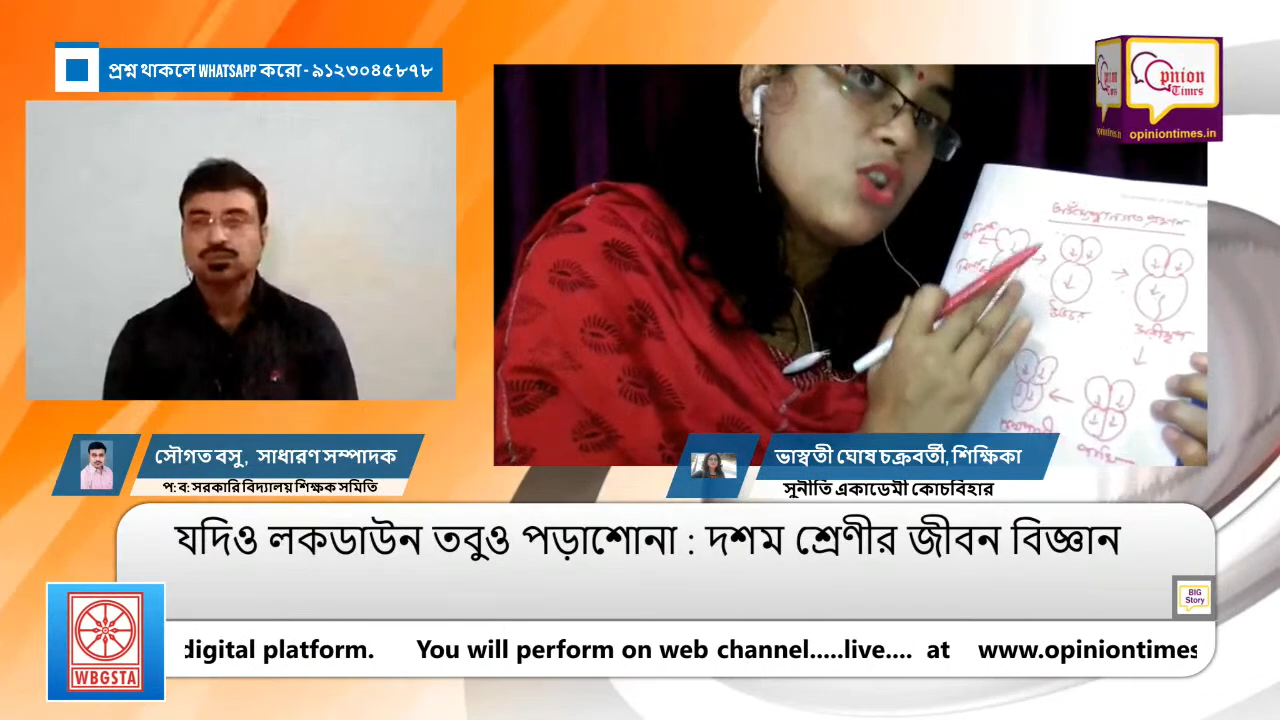 প্রশ্ন থাকলে WHATSAPP করো - ৯১২৩০৪৫৮৭৮
Opnion
Times
opiniontimes.in
সৌগত বসু, সাধারণ সম্পাদক
প: ব: সরকারি বিদ্যালয় শিক্ষক সমিতি
ভাস্বতী ঘোষ চক্রবর্তী, শিক্ষিকা
সুনীতি একাডেমী কোচবিহার
যদিও লকডাউন তবুও পড়াশোনা : দশম শ্রেণীর জীবন বিজ্ঞান
BIG
Story
digital platform. You will perform on web channel.....live.... at www.opiniontimes
WBGSTA